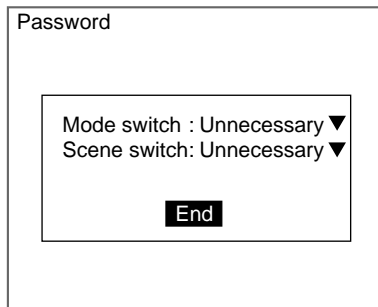 Password
Mode switch : Unnecessary ▼
Scene switch: Unnecessary ▼
End